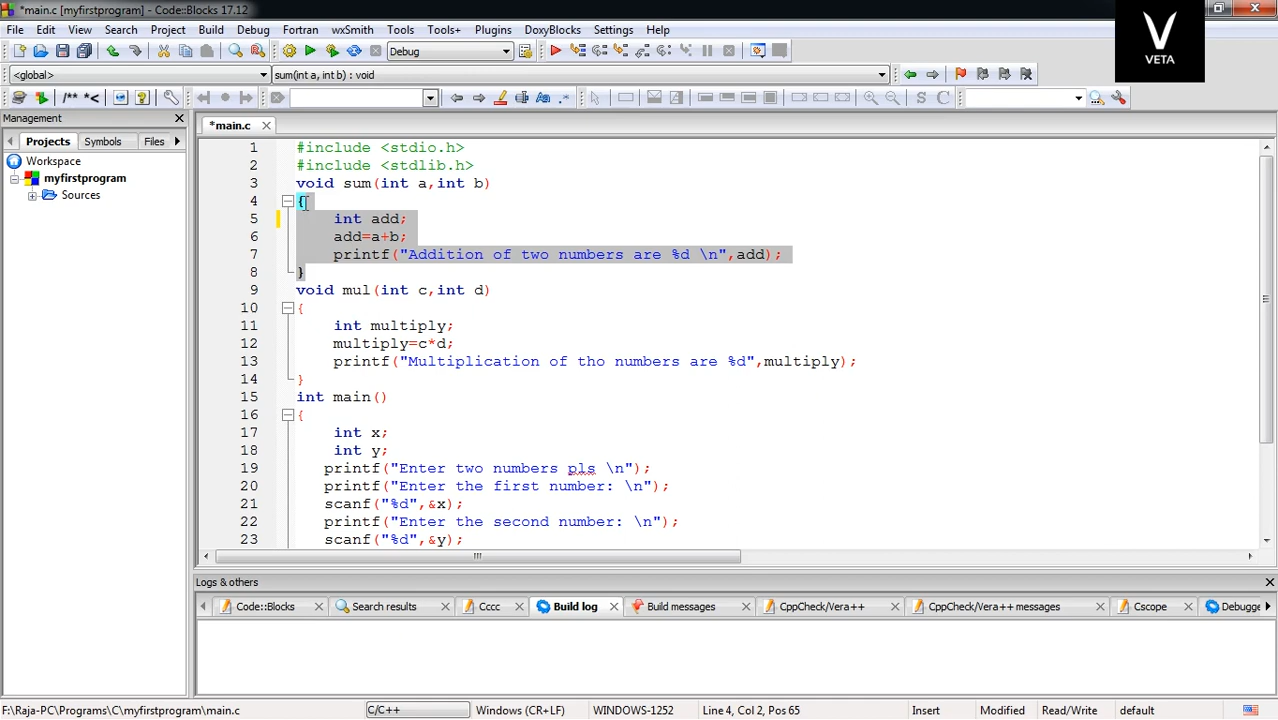 *main.c [myfirstprogram] - Code::Blocks 17.12
VETA
File Edit View Search Project Build Debug Fortran wxSmith Tools Tools+ Plugins DoxyBlocks Settings Help
Debug
<global> sum(int a, int b) : void
/** *< S C
Management
*main.c
Projects Symbols Files
Workspace
myfirstprogram
Sources
1 #include <stdio.h>
2 #include <stdlib.h>
3 void sum(int a,int b)
4 {
5 int add;
6 add=a+b;
7 printf("Addition of two numbers are %d \n",add);
8 }
9 void mul(int c,int d)
10 {
11 int multiply;
12 multiply=c*d;
13 printf("Multiplication of tho numbers are %d",multiply);
14 }
15 int main()
16 {
17 int x;
18 int y;
19 printf("Enter two numbers pls \n");
20 printf("Enter the first number: \n");
21 scanf("%d",&x);
22 printf("Enter the second number: \n");
23 scanf("%d",&y);
Logs & others
Code::Blocks Search results Cccc Build log Build messages CppCheck/Vera++ CppCheck/Vera++ messages Cscope Debugge
F:\Raja-PC\Programs\C\myfirstprogram\main.c C/C++ Windows (CR+LF) WINDOWS-1252 Line 4, Col 2, Pos 65 Insert Modified Read/Write default